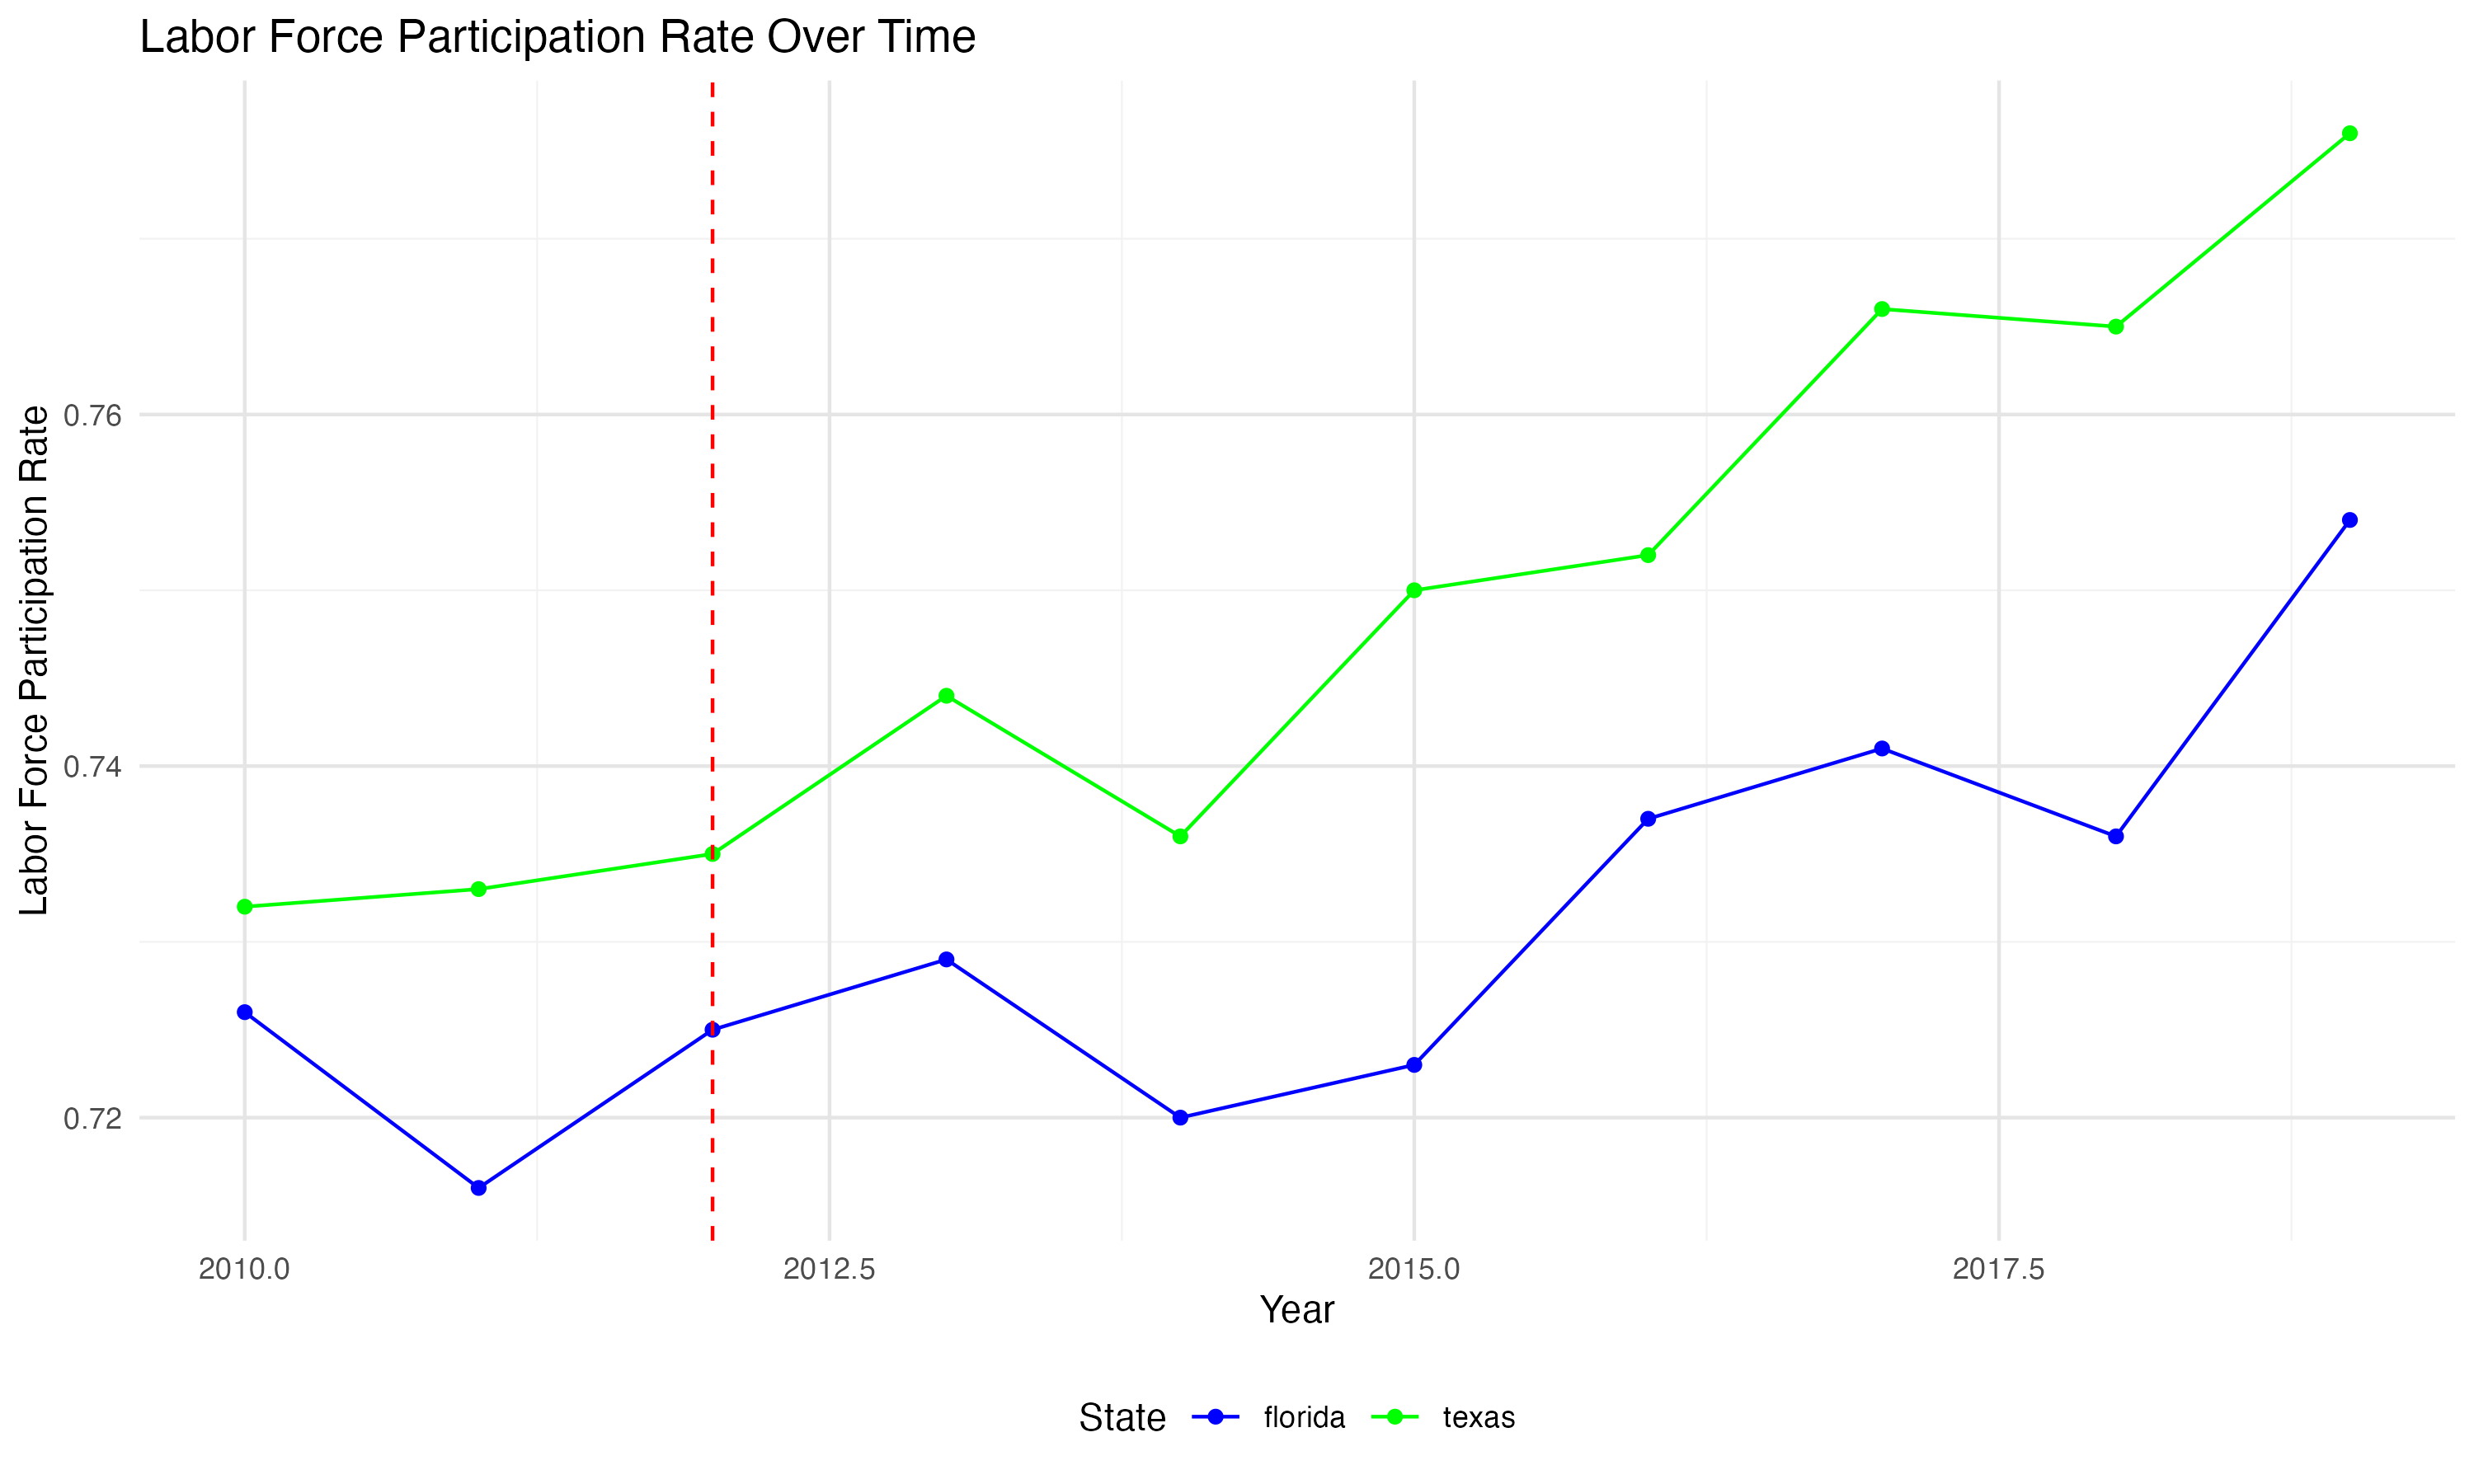 Labor Force Participation Rate Over Time
Labor Force Participation Rate
0.76
0.74
0.72
2010.0 2012.5 2015.0 2017.5
Year
State florida texas